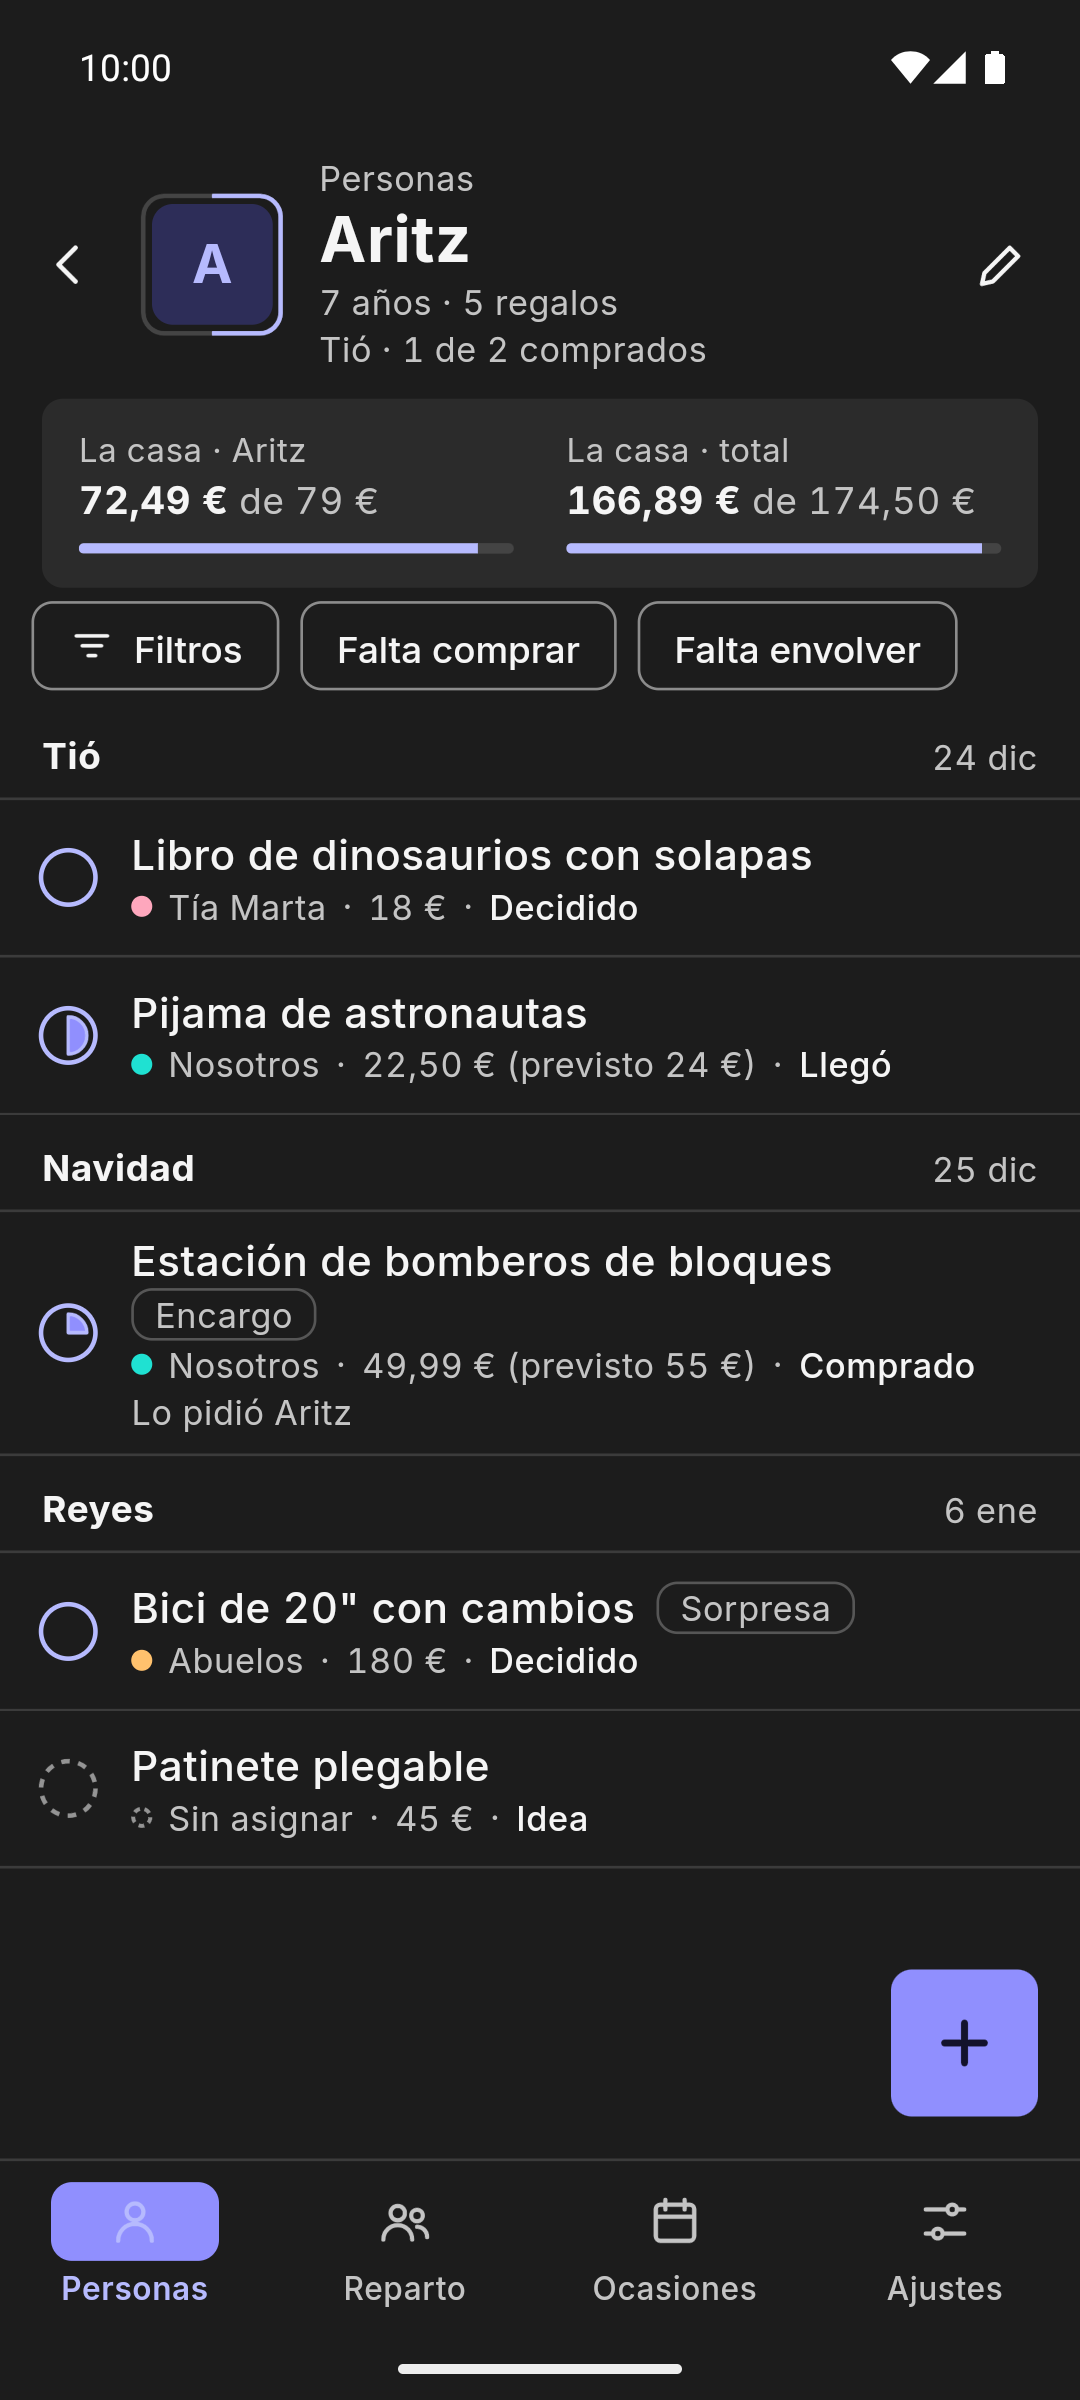 10:00
Personas
A
Aritz
7 años · 5 regalos
Tió · 1 de 2 comprados
La casa · Aritz
72,49 € de 79 €
La casa · total
166,89 € de 174,50 €
Filtros
Falta comprar
Falta envolver
Tió
24 dic
Libro de dinosaurios con solapas
Tía Marta · 18 € · Decidido
Pijama de astronautas
Nosotros · 22,50 € (previsto 24 €) · Llegó
Navidad
25 dic
Estación de bomberos de bloques
Encargo
Nosotros · 49,99 € (previsto 55 €) · Comprado
Lo pidió Aritz
Reyes
6 ene
Bici de 20" con cambios Sorpresa
Abuelos · 180 € · Decidido
Patinete plegable
Sin asignar · 45 € · Idea
Personas
Reparto
Ocasiones
Ajustes